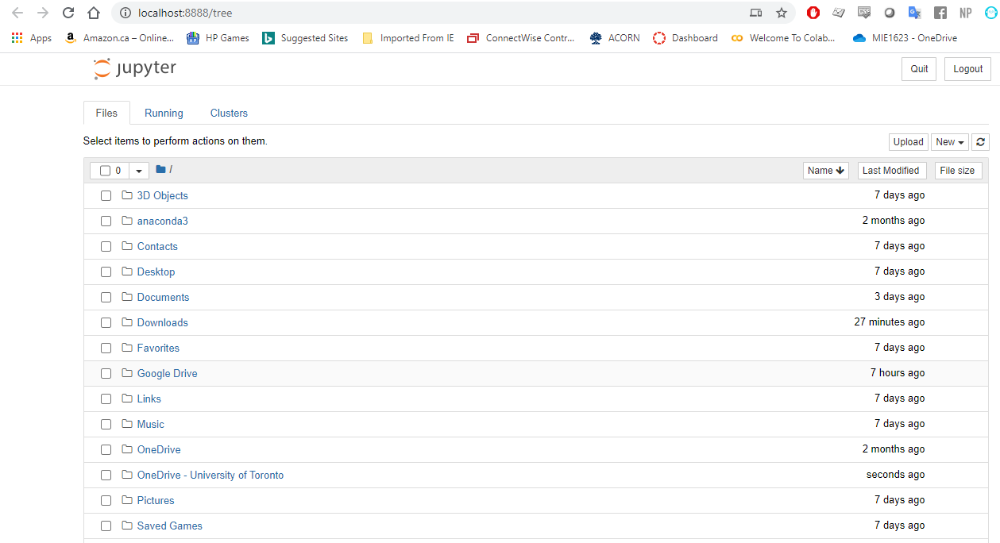 localhost:8888/tree
NP
Apps Amazon.ca – Online... HP Games Suggested Sites Imported From IE ConnectWise Contr... ACORN Dashboard Welcome To Colab... MIE1623 - OneDrive
jupyter Quit Logout
Files Running Clusters
Select items to perform actions on them. Upload New
0 / Name Last Modified File size
3D Objects 7 days ago
anaconda3 2 months ago
Contacts 7 days ago
Desktop 7 days ago
Documents 3 days ago
Downloads 27 minutes ago
Favorites 7 days ago
Google Drive 7 hours ago
Links 7 days ago
Music 7 days ago
OneDrive 2 months ago
OneDrive - University of Toronto seconds ago
Pictures 7 days ago
Saved Games 7 days ago